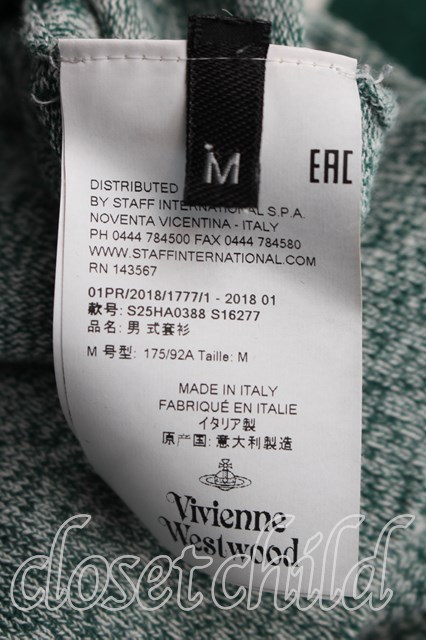 M
EAC
DISTRIBUTED
BY STAFF INTERNATIONAL S.P.A.
NOVENTA VICENTINA - ITALY
PH 0444 784500 FAX 0444 784580
WWW.STAFFINTERNATIONAL.COM
RN 143567
01PR/2018/1777/1 - 2018 01
款号: S25HA0388 S16277
品名: 男 式套衫
M 号型: 175/92A Taille: M
MADE IN ITALY
FABRIQUÉ EN ITALIE
イタリア製
原产国: 意大利製造
Vivienne
Westwood
closetchild